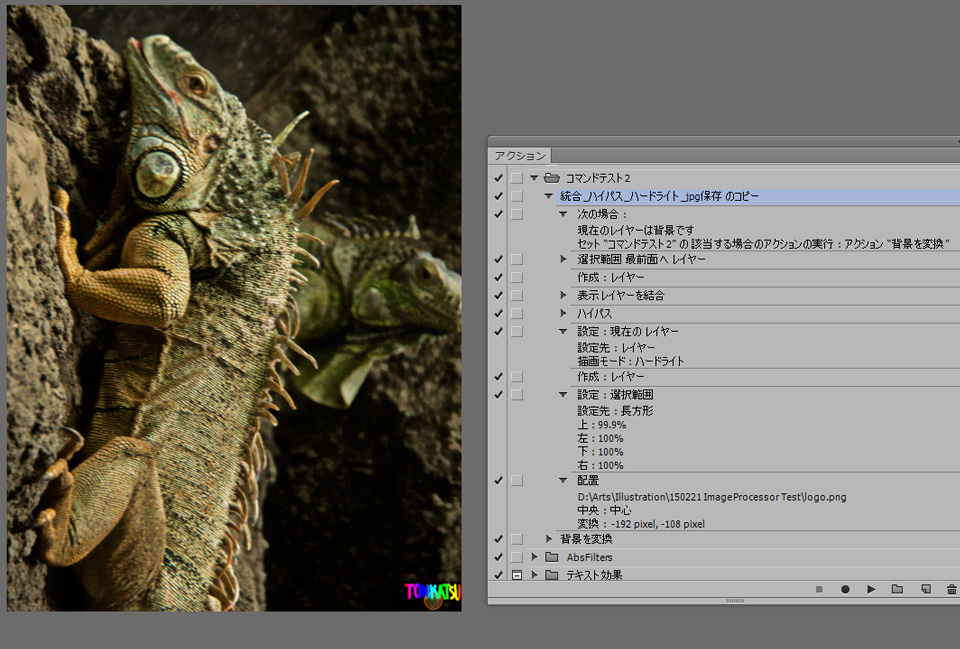 アクション
コマンドテスト2
統合_ハイパス_ハードライト_jpg保存 のコピー
次の場合：
現在のレイヤーは背景です
セット "コマンドテスト2" の 該当する場合のアクションの実行：アクション "背景を変換"
選択範囲 最前面へ レイヤー
作成：レイヤー
表示レイヤーを結合
ハイパス
設定：現在の レイヤー
設定先：レイヤー
描画モード：ハードライト
作成：レイヤー
設定：選択範囲
設定先：長方形
上：99.9%
左：100%
下：100%
右：100%
配置
D:\Arts\Illustration\150221 ImageProcessor Test\logo.png
中央：中心
変換：-192 pixel, -108 pixel
背景を変換
AbsFilters
テキスト効果
TONKATSU